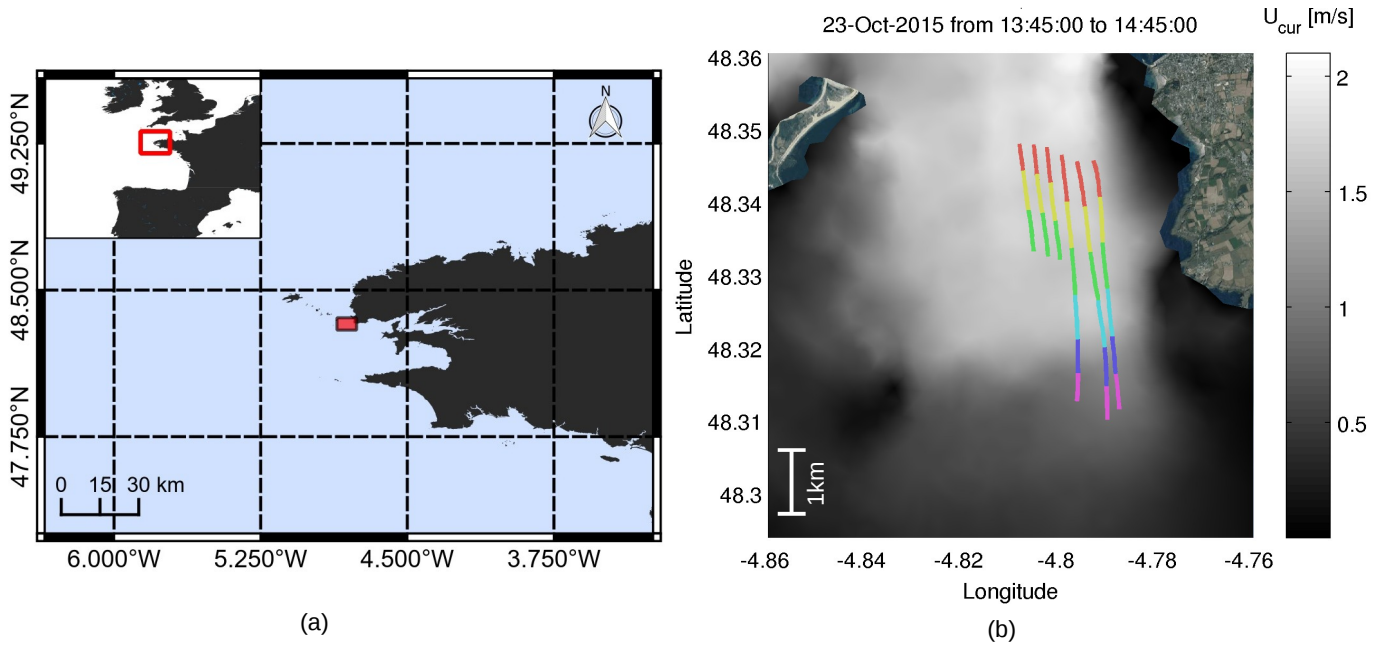 N
49.250°N
48.500°N
47.750°N
0 15 30 km
6.000°W 5.250°W 4.500°W 3.750°W
(a)
23-Oct-2015 from 13:45:00 to 14:45:00
U_cur [m/s]
Latitude
48.36
48.35
48.34
48.33
48.32
48.31
48.3
1km
2
1.5
1
0.5
-4.86 -4.84 -4.82 -4.8 -4.78 -4.76
Longitude
(b)